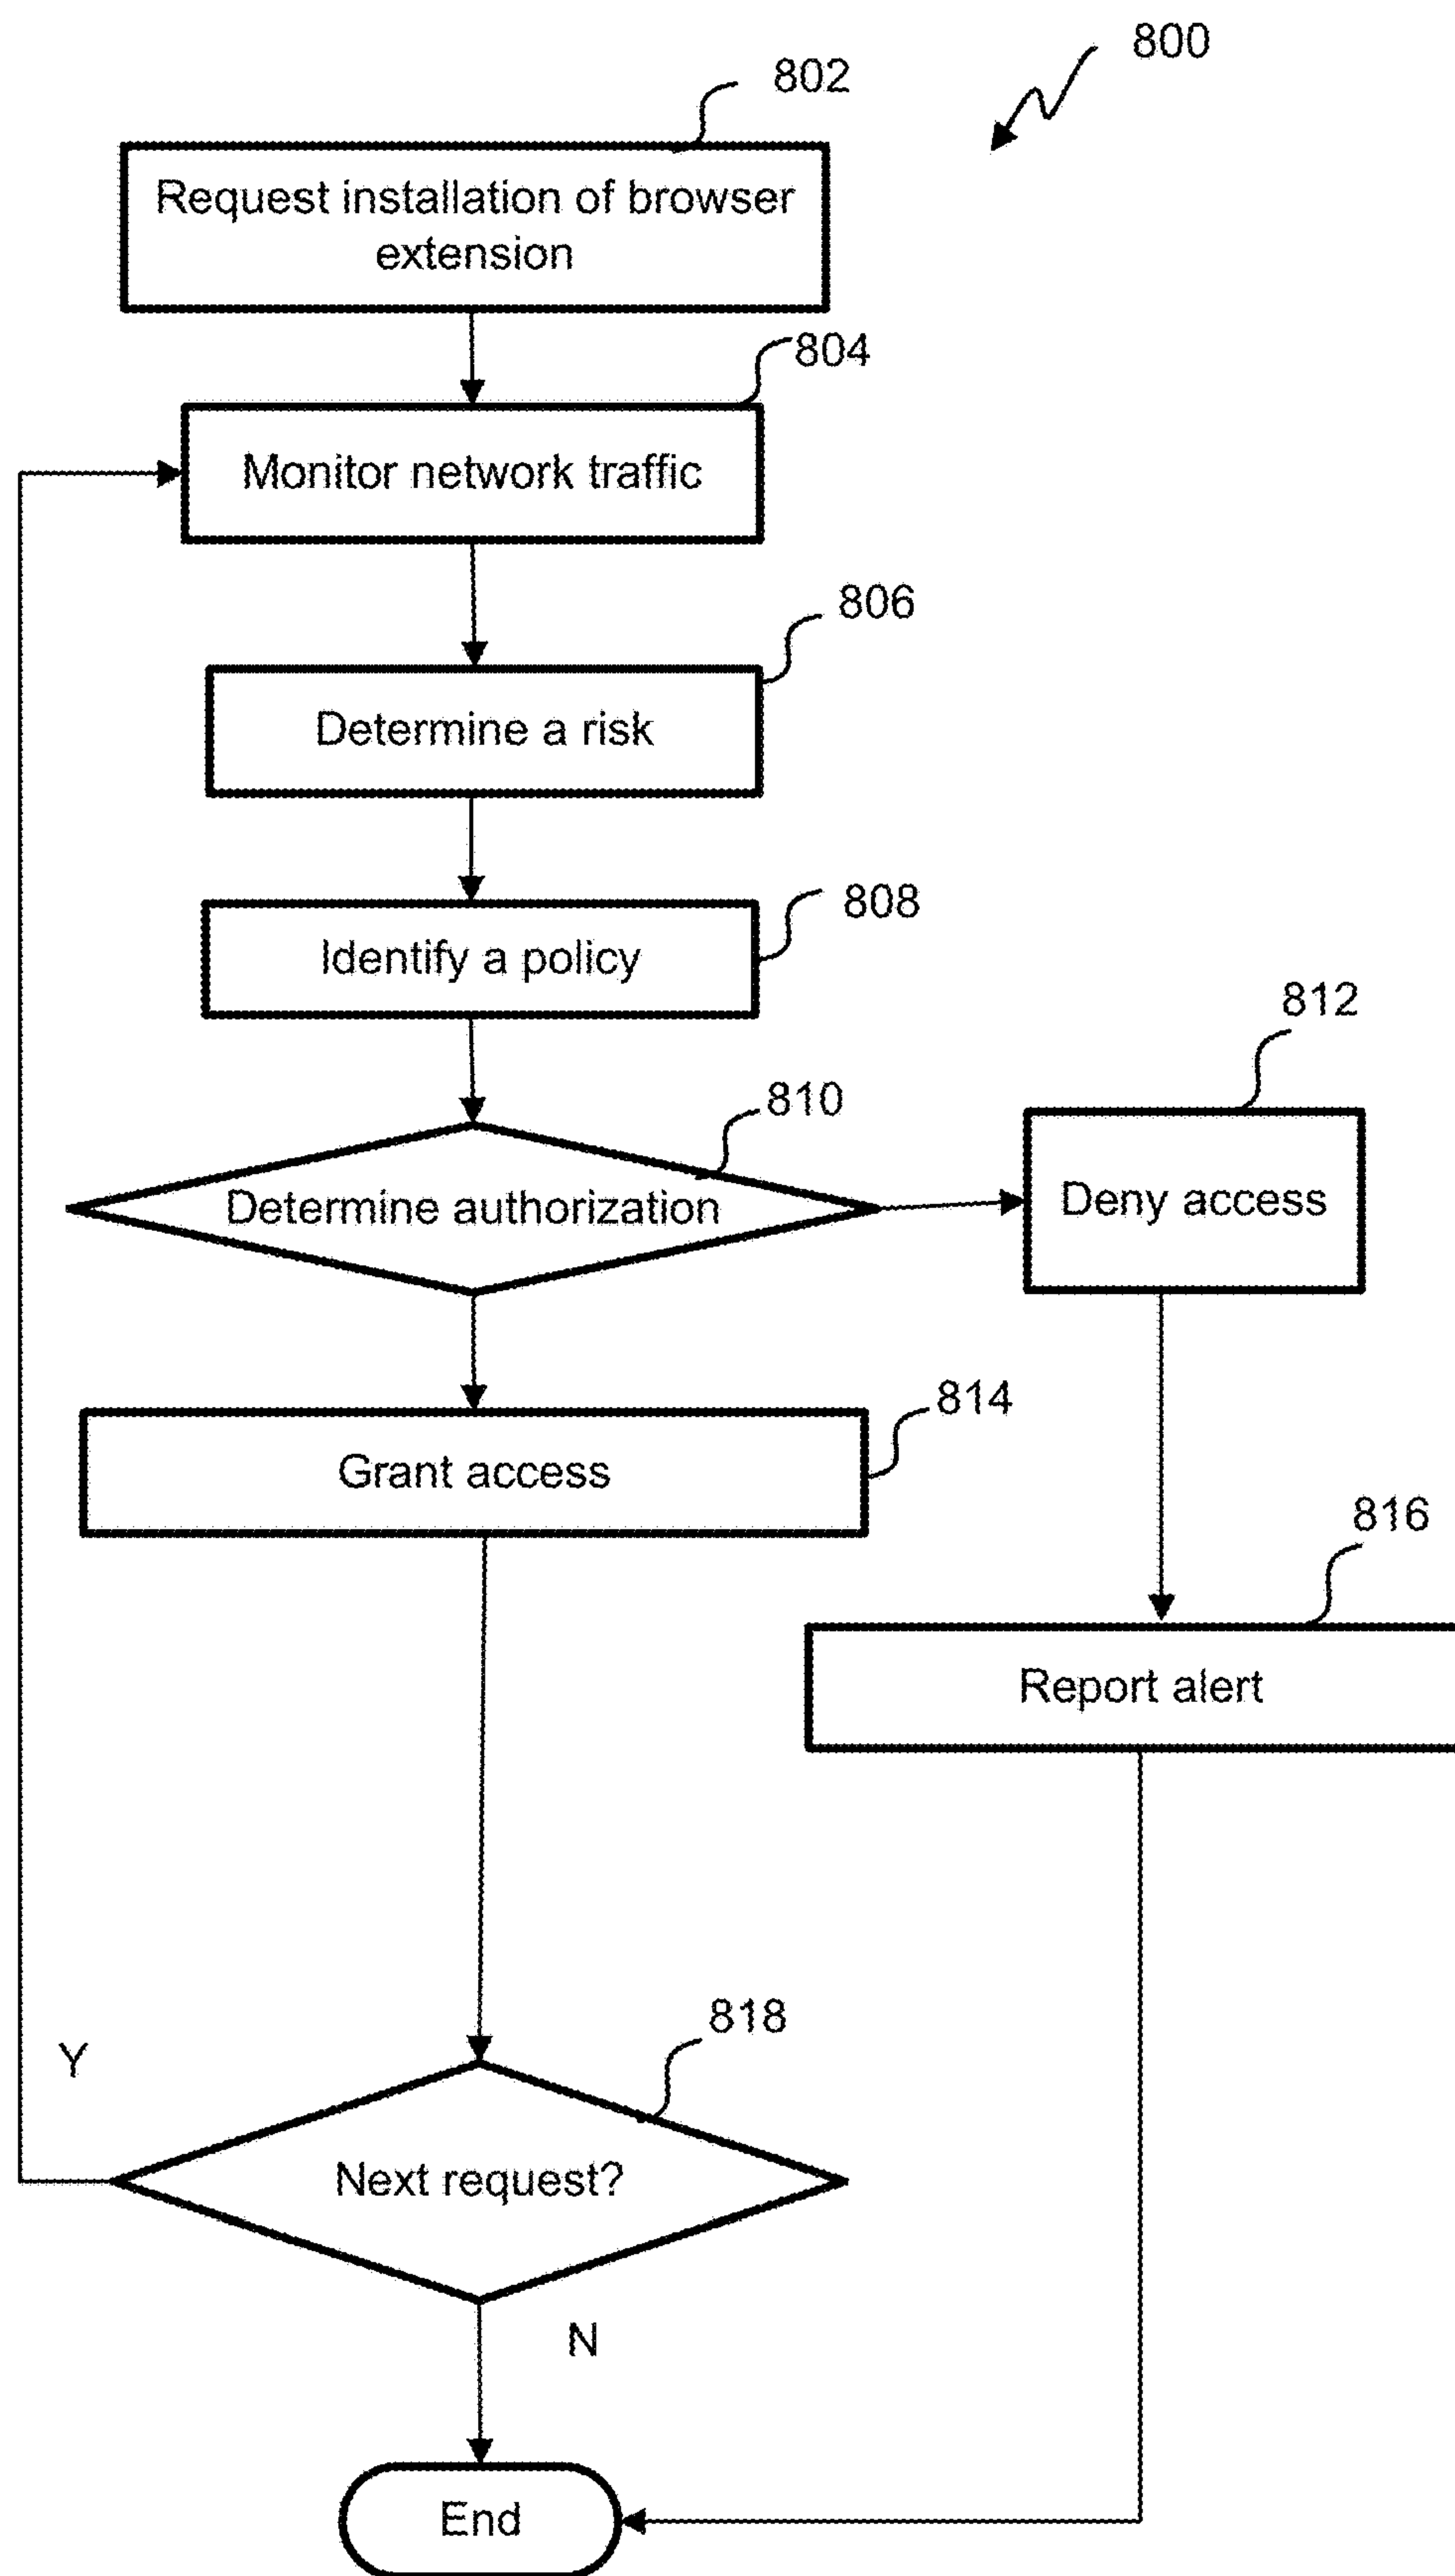 800
802
Request installation of browser
extension
804
Monitor network traffic
806
Determine a risk
808
Identify a policy
810
Determine authorization
812
Deny access
814
Grant access
816
Report alert
818
Next request?
Y
N
End